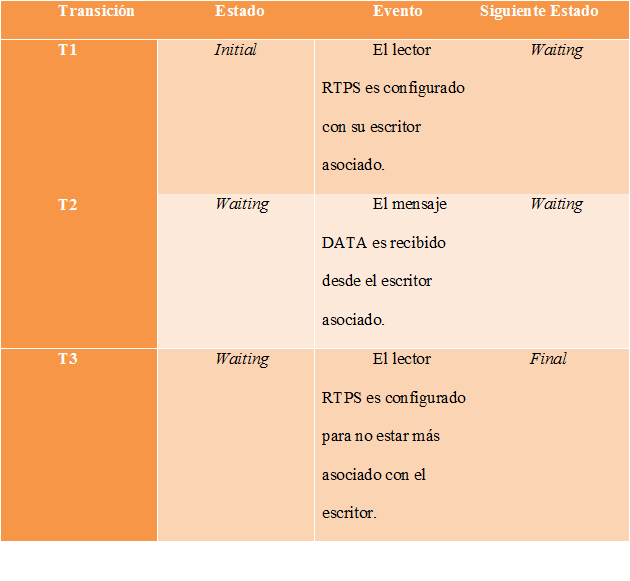 Transición Estado Evento Siguiente Estado
T1 Initial El lector Waiting
RTPS es configurado
con su escritor
asociado.
T2 Waiting El mensaje Waiting
DATA es recibido
desde el escritor
asociado.
T3 Waiting El lector Final
RTPS es configurado
para no estar más
asociado con el
escritor.